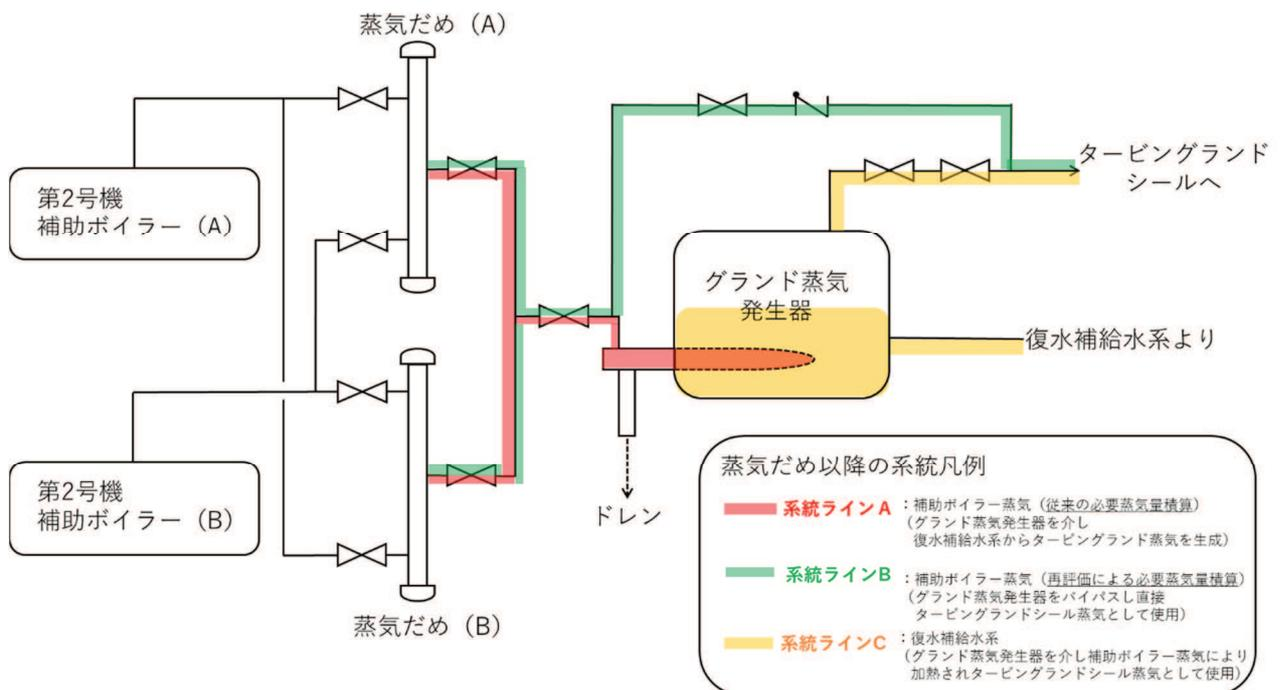 蒸気だめ（A）
第2号機
補助ボイラー（A）
タービングランド
シールへ
グランド蒸気
発生器
復水補給水系より
第2号機
補助ボイラー（B）
ドレン
蒸気だめ（B）
蒸気だめ以降の系統凡例
系統ラインA ：補助ボイラー蒸気（従来の必要蒸気量積算）
（グランド蒸気発生器を介し
復水補給水系からタービングランド蒸気を生成）
系統ラインB ：補助ボイラー蒸気（再評価による必要蒸気量積算）
（グランド蒸気発生器をバイパスし直接
タービングランドシール蒸気として使用）
系統ラインC ：復水補給水系
（グランド蒸気発生器を介し補助ボイラー蒸気により
加熱されタービングランドシール蒸気として使用）